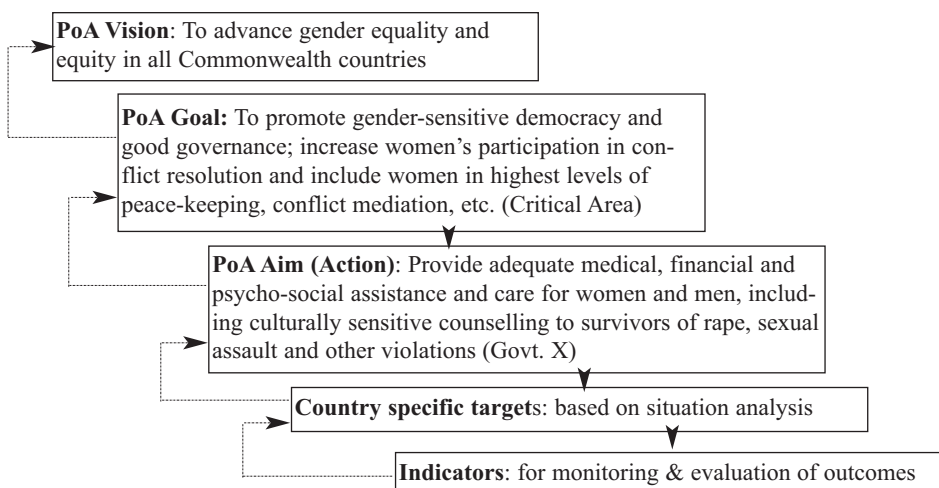 PoA Vision: To advance gender equality and
equity in all Commonwealth countries
PoA Goal: To promote gender-sensitive democracy and
good governance; increase women’s participation in con-
flict resolution and include women in highest levels of
peace-keeping, conflict mediation, etc. (Critical Area)
PoA Aim (Action): Provide adequate medical, financial and
psycho-social assistance and care for women and men, includ-
ing culturally sensitive counselling to survivors of rape, sexual
assault and other violations (Govt. X)
Country specific targets: based on situation analysis
Indicators: for monitoring & evaluation of outcomes